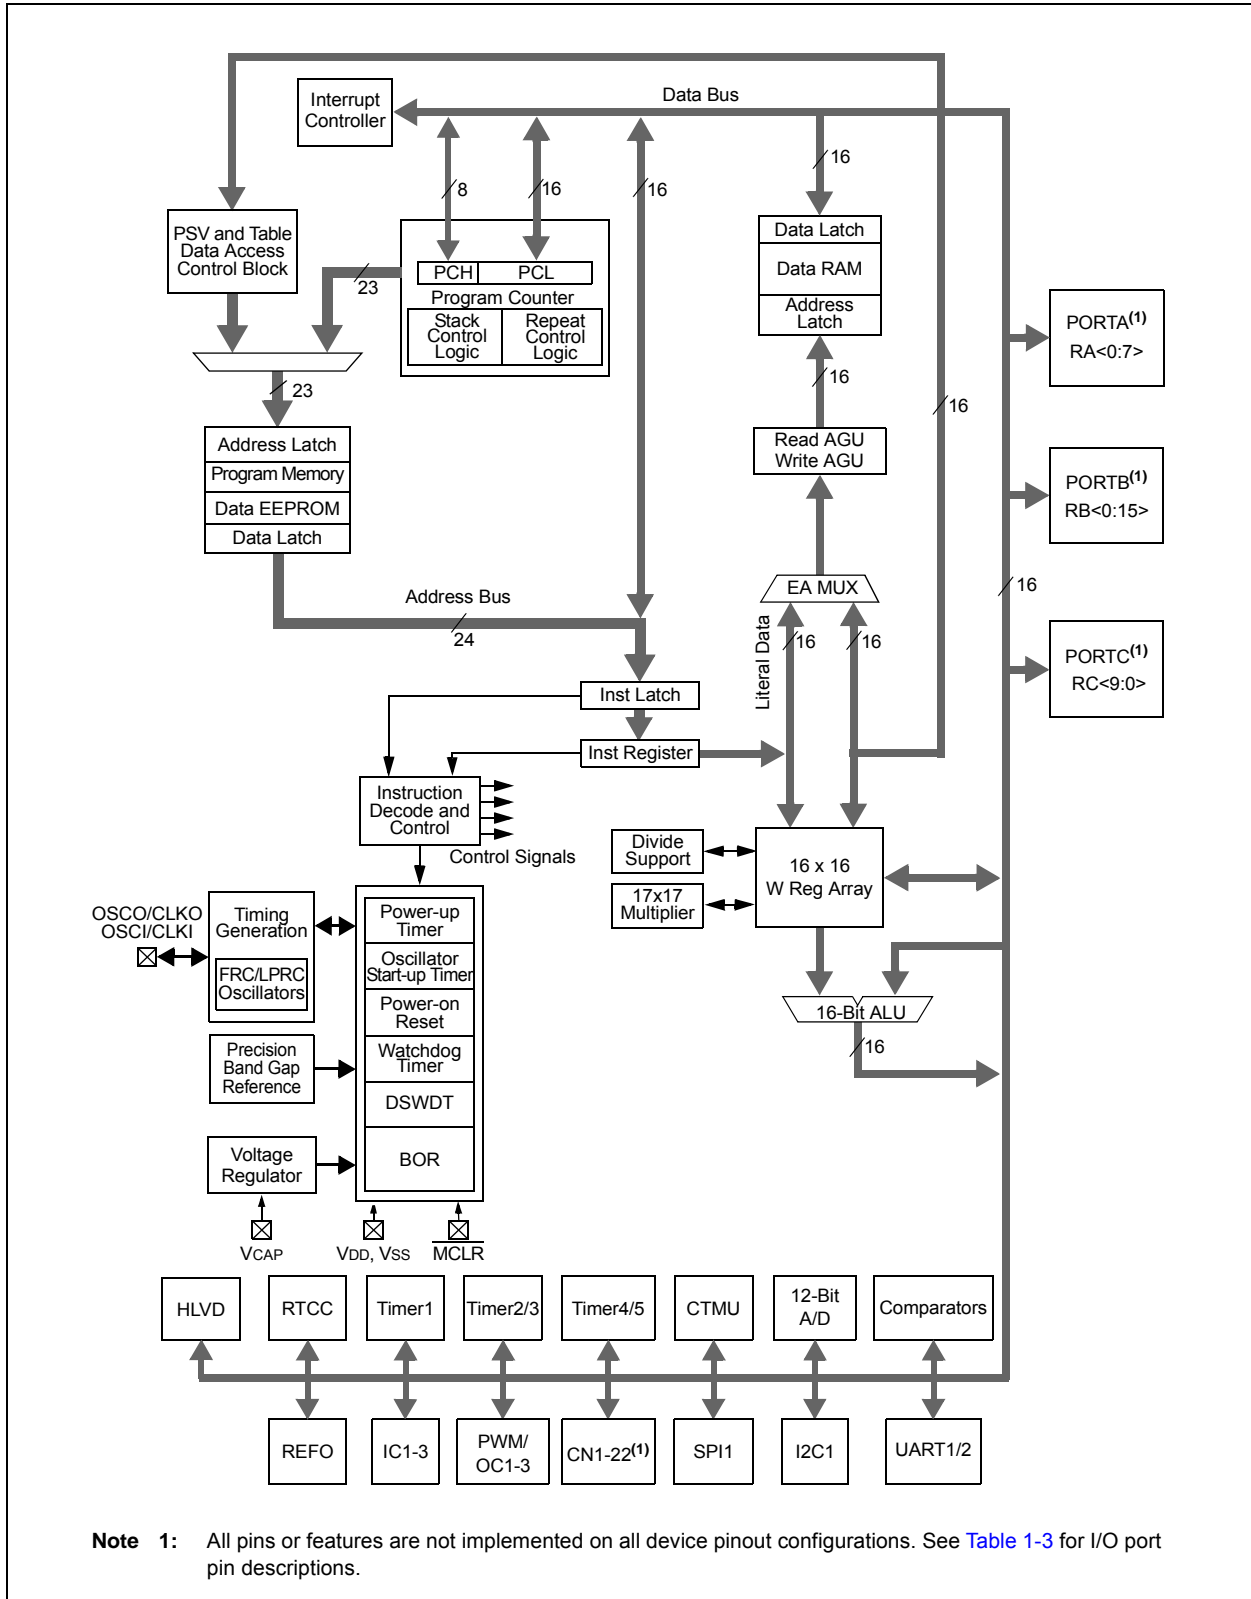 Data Bus
Interrupt
Controller
16
8
16
16
PSV and Table
Data Access
Control Block
23
PCH
PCL
Program Counter
Stack
Control
Logic
Repeat
Control
Logic
Data Latch
Data RAM
Address
Latch
PORTA(1)
RA<0:7>
23
16
16
Address Latch
Program Memory
Data EEPROM
Data Latch
Read AGU
Write AGU
PORTB(1)
RB<0:15>
EA MUX
16
Address Bus
24
Literal Data
16
16
PORTC(1)
RC<9:0>
Inst Latch
Inst Register
Instruction
Decode and
Control
Control Signals
Divide
Support
17x17
Multiplier
16 x 16
W Reg Array
OSCO/CLKO
OSCI/CLKI
Timing
Generation
FRC/LPRC
Oscillators
Power-up
Timer
Oscillator
Start-up Timer
Power-on
Reset
Watchdog
Timer
DSWDT
BOR
16-Bit ALU
16
Precision
Band Gap
Reference
Voltage
Regulator
VCAP
VDD, VSS
MCLR
HLVD
RTCC
Timer1
Timer2/3
Timer4/5
CTMU
12-Bit
A/D
Comparators
REFO
IC1-3
PWM/
OC1-3
CN1-22(1)
SPI1
I2C1
UART1/2
Note 1: All pins or features are not implemented on all device pinout configurations. See Table 1-3 for I/O port
pin descriptions.